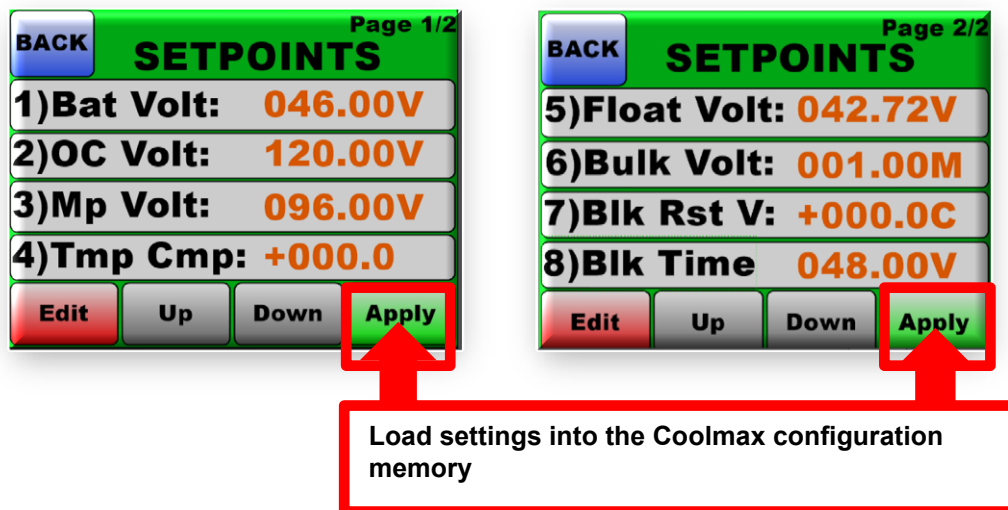 BACK
Page 1/2
SETPOINTS
1)Bat Volt: 046.00V
2)OC Volt: 120.00V
3)Mp Volt: 096.00V
4)Tmp Cmp: +000.0
Edit Up Down Apply
BACK
Page 2/2
SETPOINTS
5)Float Volt: 042.72V
6)Bulk Volt: 001.00M
7)Blk Rst V: +000.0C
8)Blk Time 048.00V
Edit Up Down Apply
Load settings into the Coolmax configuration
memory